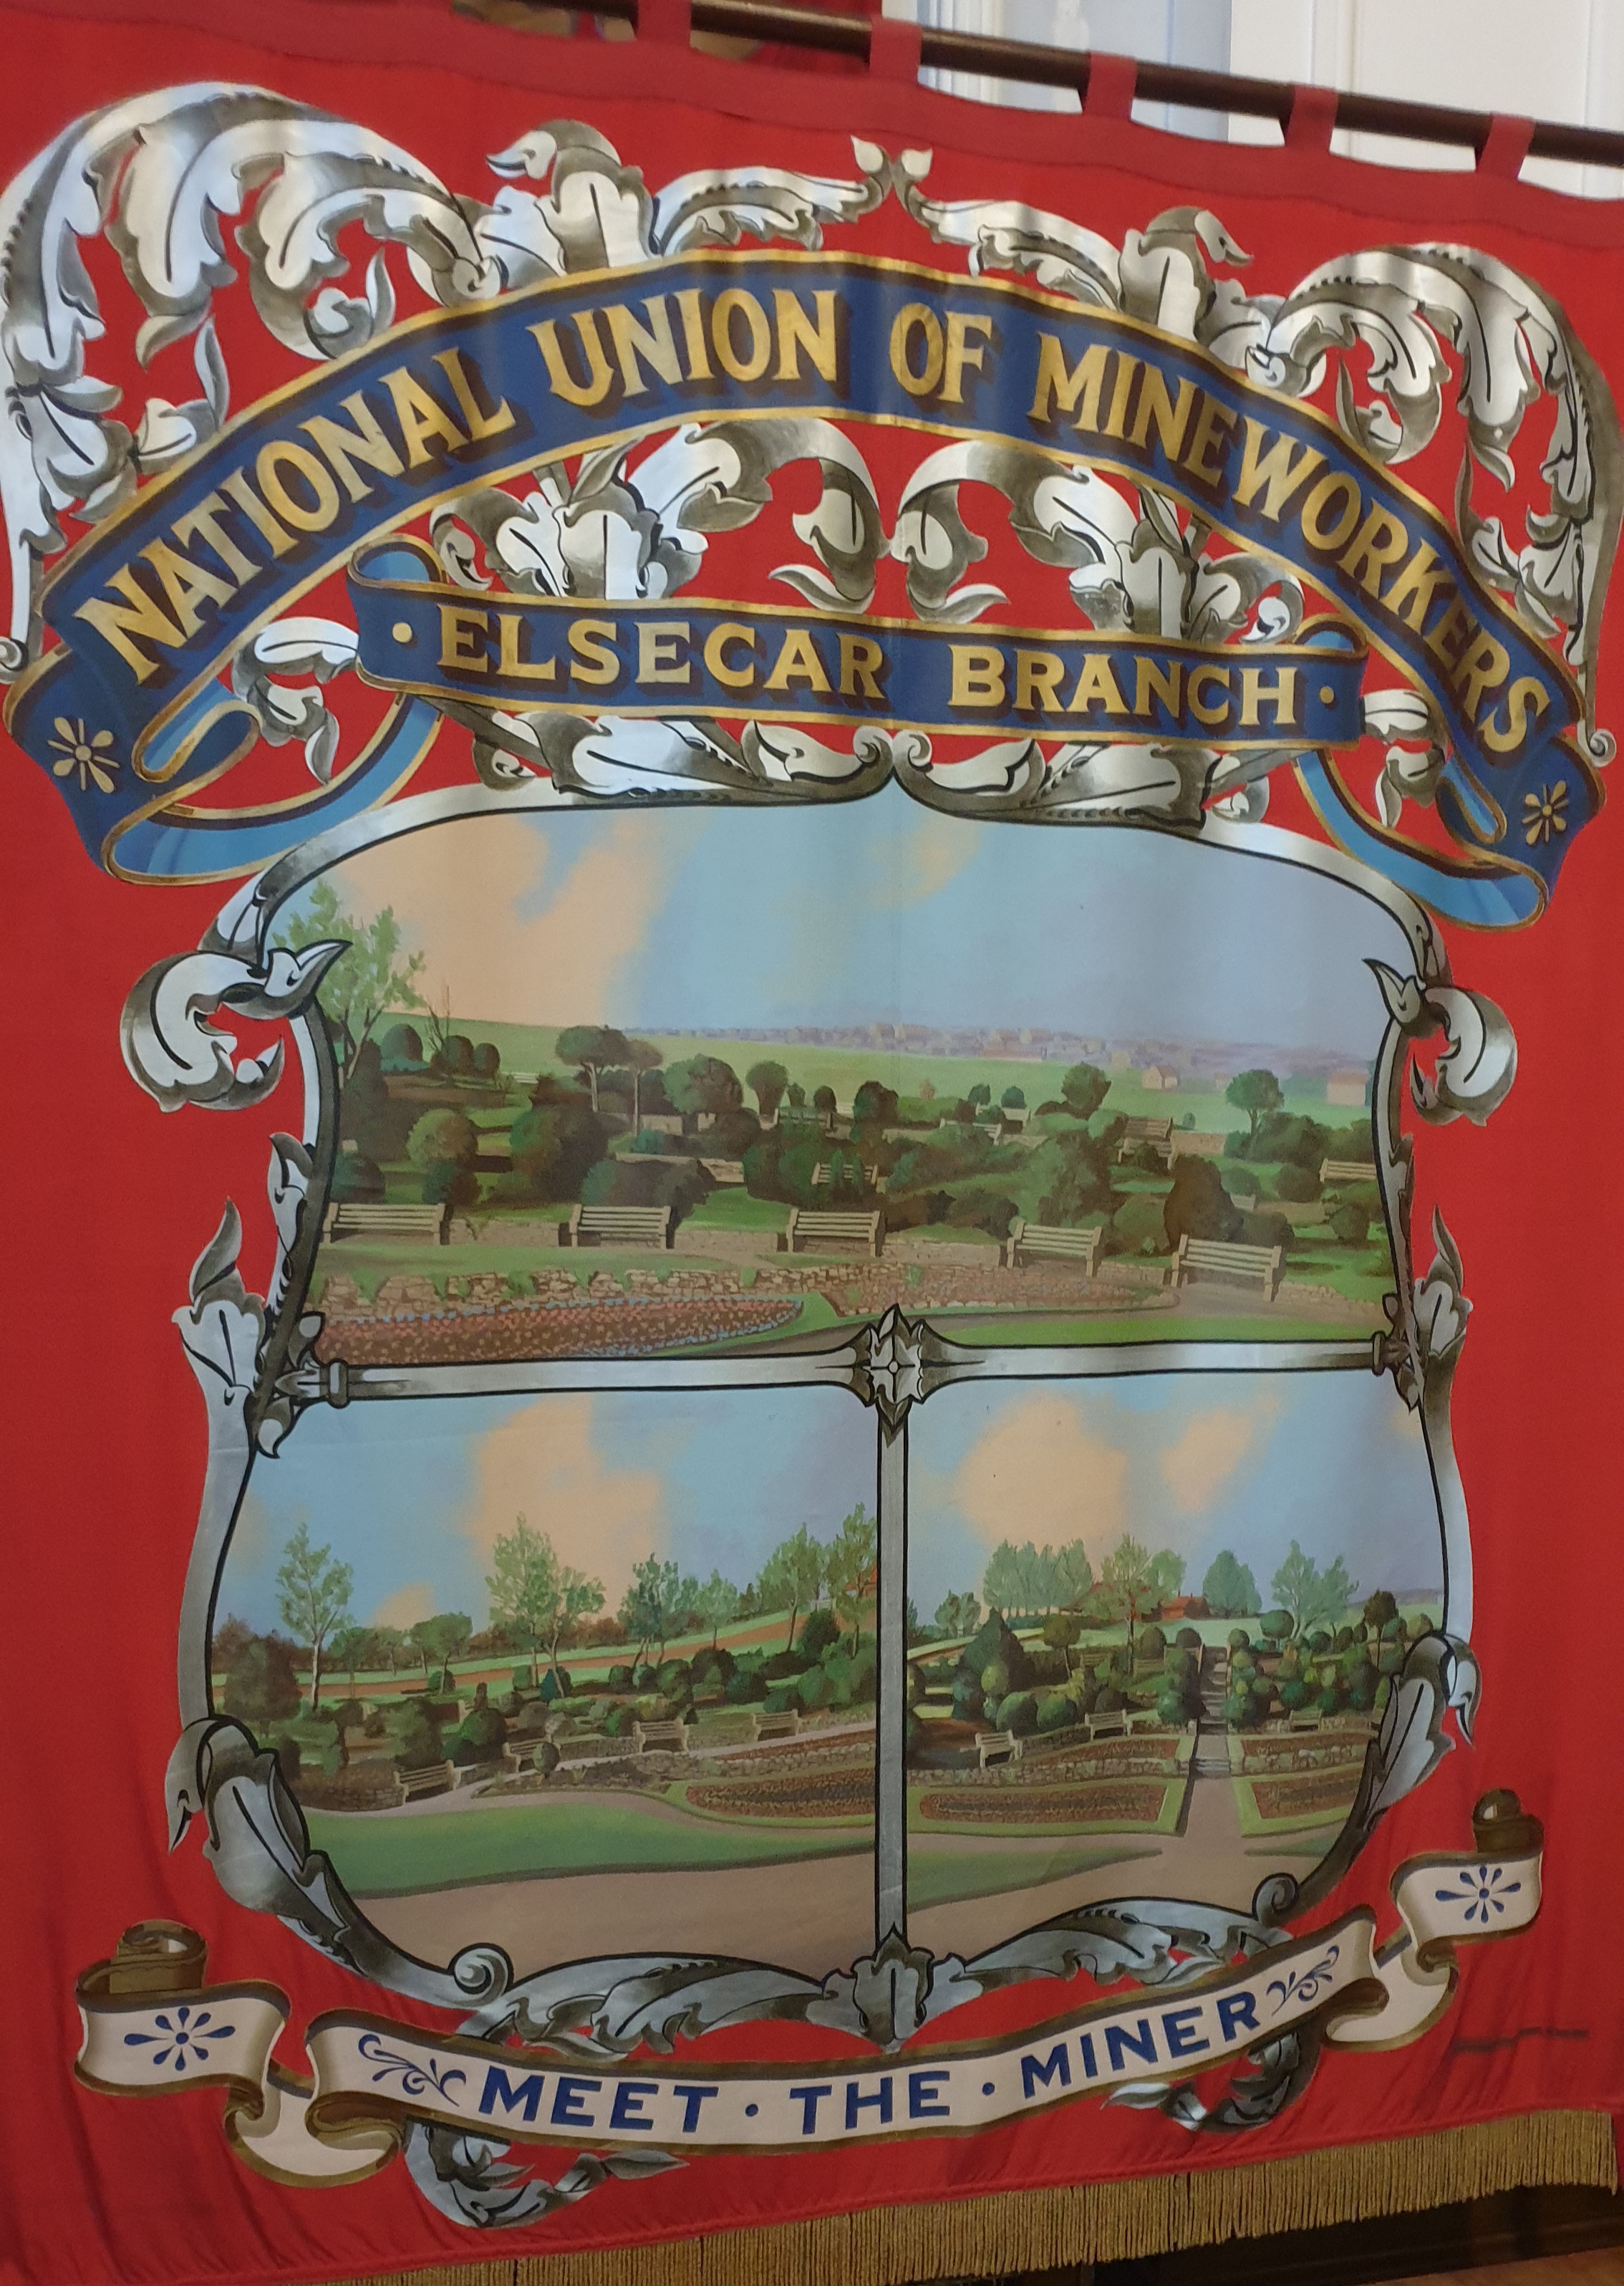 NATIONAL UNION OF MINEWORKERS
• ELSECAR BRANCH •
MEET • THE • MINER